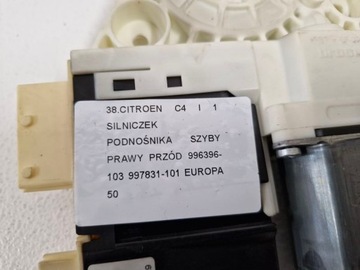 38.CITROEN C4 I 1
SILNICZEK
PODNOŚNIKA SZYBY
PRAWY PRZÓD 996396-
103 997831-101 EUROPA
50